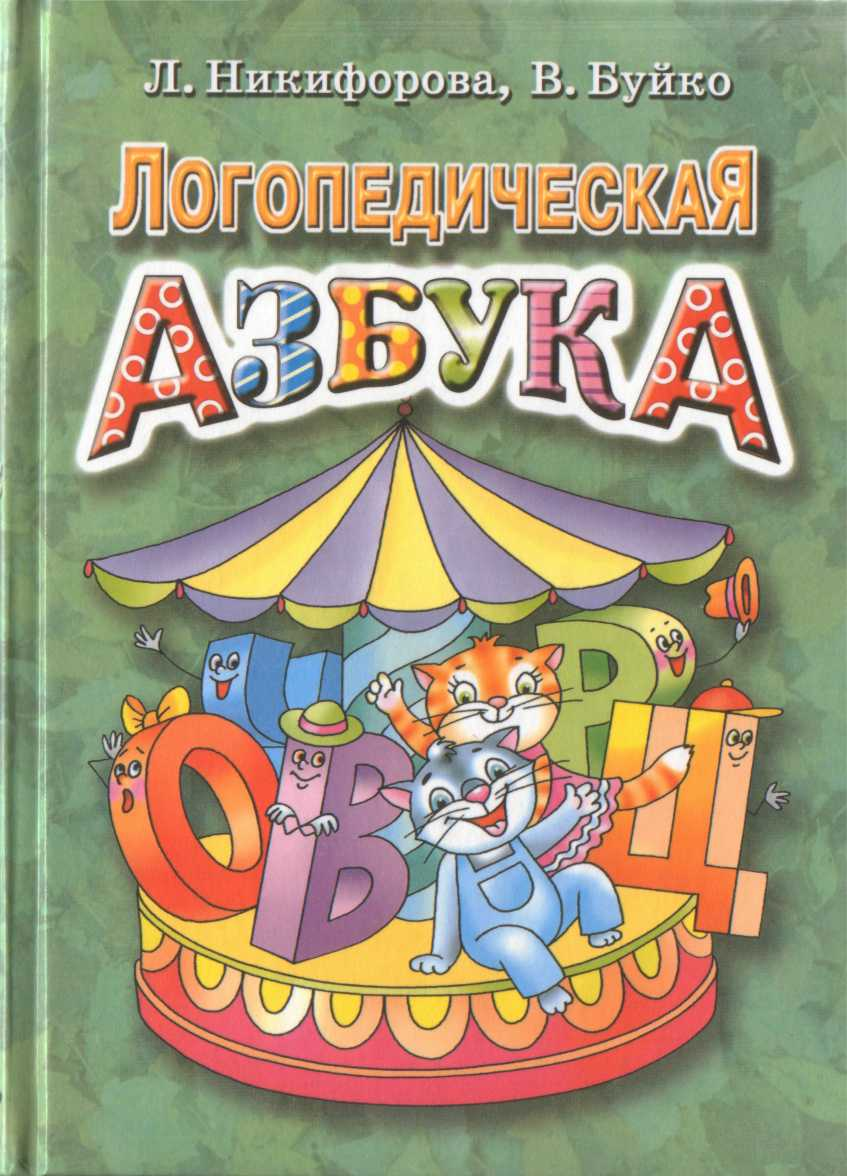 Л. Никифорова, В. Буйко
ЛОГОПЕДИЧЕСКАЯ
АЗБУКА
Ч Р
О В Щ